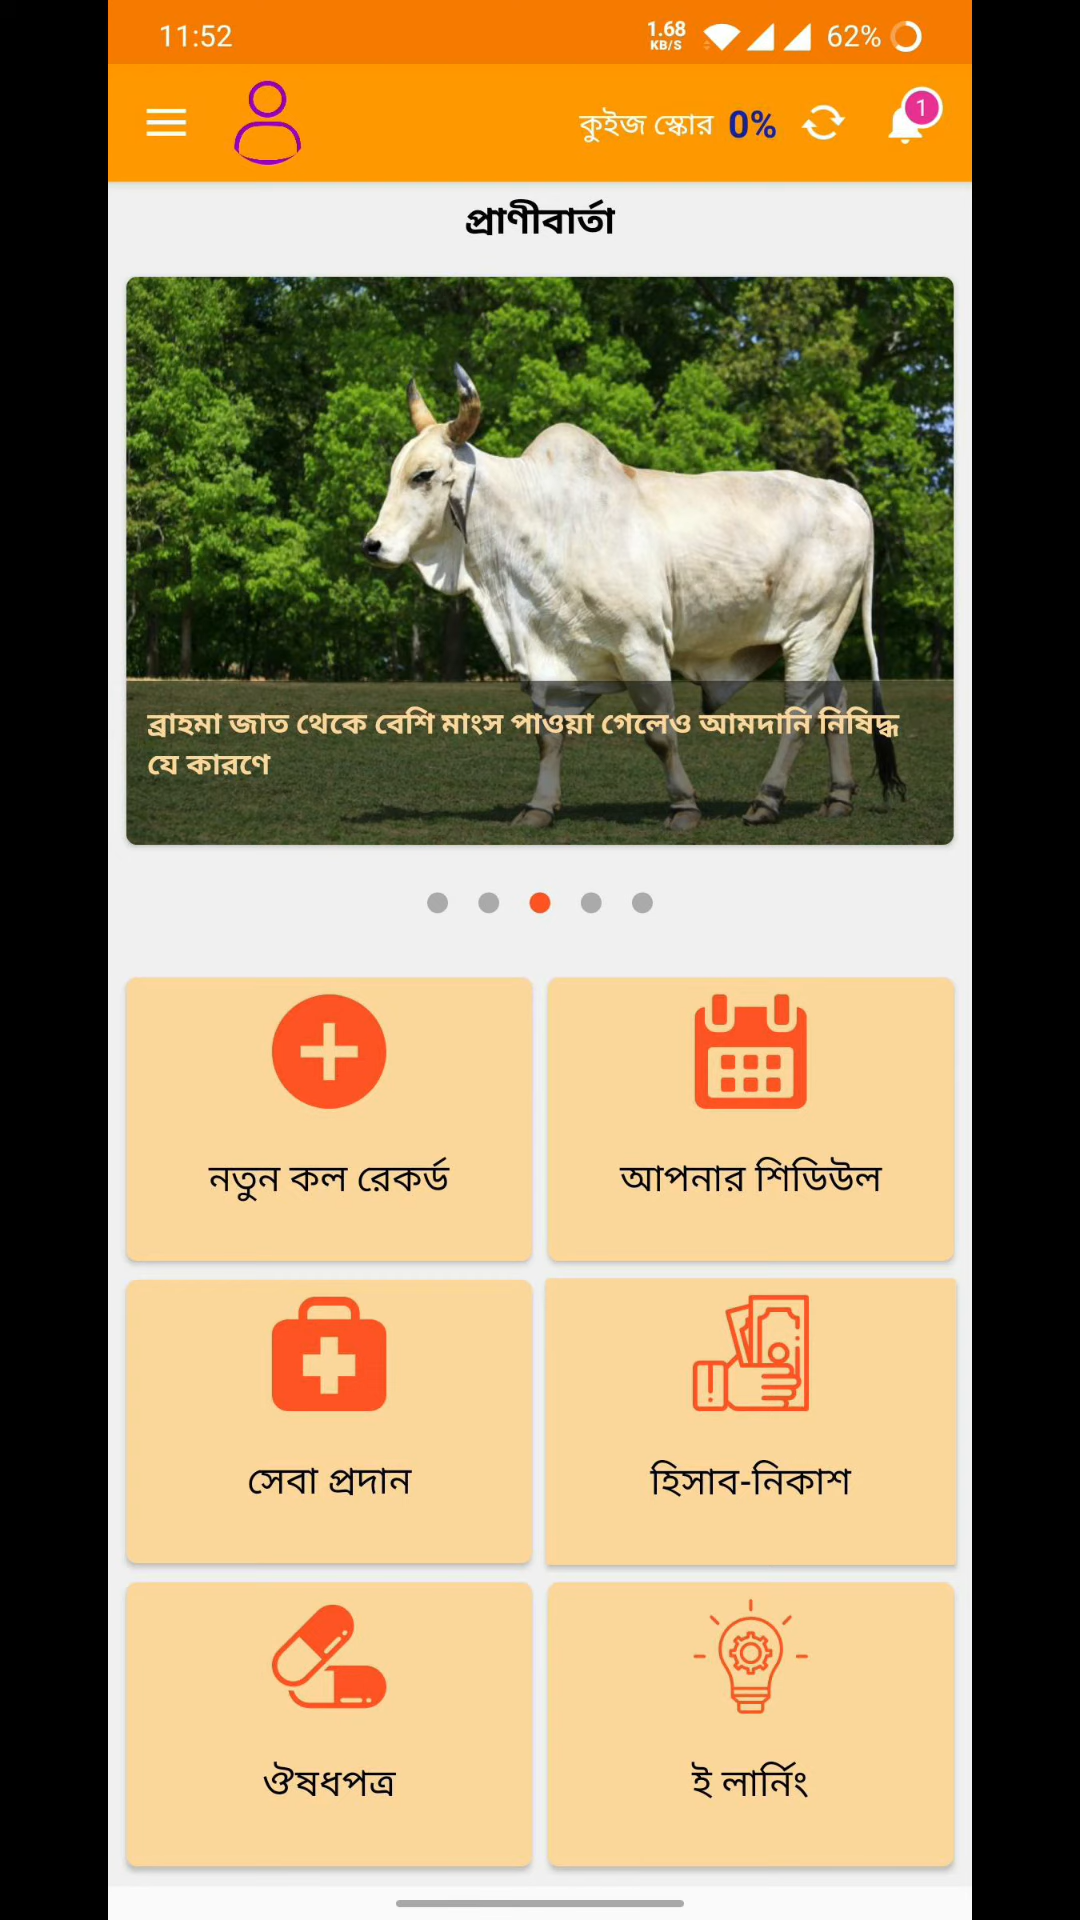 11:52 1.68 KB/S 62%
কুইজ স্কোর 0% 1
প্রাণীবার্তা
ব্রাহমা জাত থেকে বেশি মাংস পাওয়া গেলেও আমদানি নিষিদ্ধ
যে কারণে
নতুন কল রেকর্ড
আপনার শিডিউল
সেবা প্রদান
হিসাব-নিকাশ
ঔষধপত্র
ই লার্নিং